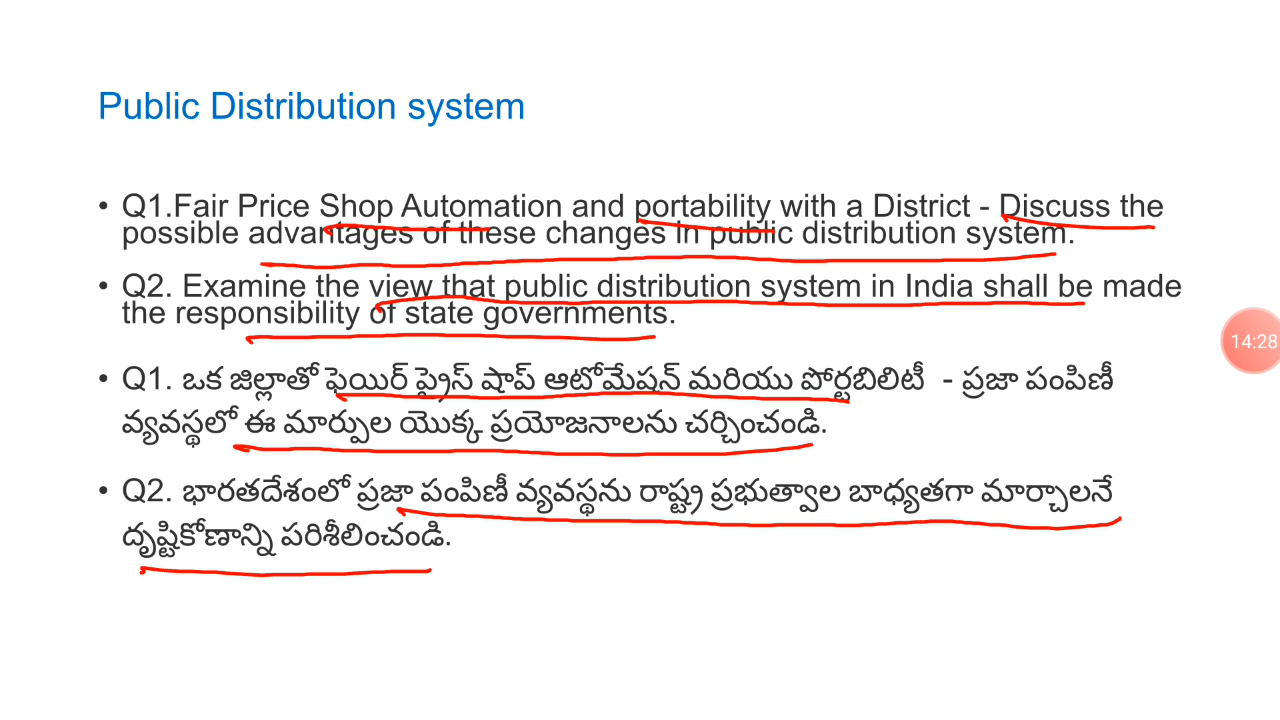 Public Distribution system
• Q1.Fair Price Shop Automation and portability with a District - Discuss the
possible advantages of these changes in public distribution system.
• Q2. Examine the view that public distribution system in India shall be made
the responsibility of state governments.
• Q1. ఒక జిల్లాతో ఫెయిర్ ప్రైస్ షాప్ ఆటోమేషన్ మరియు పోర్టబిలిటీ - ప్రజా పంపిణీ
వ్యవస్థలో ఈ మార్పుల యొక్క ప్రయోజనాలను చర్చించండి.
• Q2. భారతదేశంలో ప్రజా పంపిణీ వ్యవస్థను రాష్ట్ర ప్రభుత్వాల బాధ్యతగా మార్చాలనే
దృష్టికోణాన్ని పరిశీలించండి.
14:28